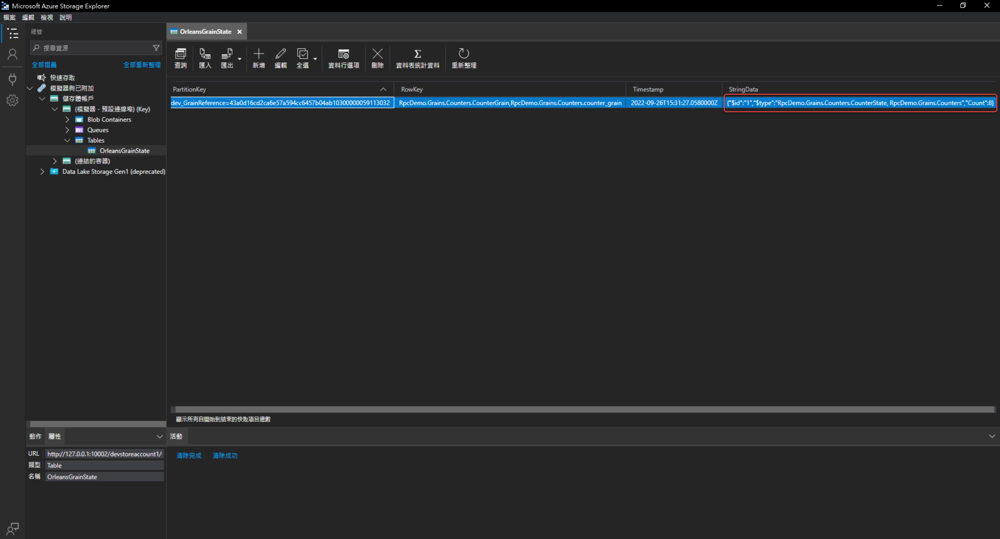 Microsoft Azure Storage Explorer
檔案 編輯 檢視 說明
總管
搜尋資源
全部摺疊 全部重新整理
快速存取
模擬器與已附加
儲存體帳戶
(模擬器 - 預設連線埠) (Key)
Blob Containers
Queues
Tables
OrleansGrainState
(連結的容器)
Data Lake Storage Gen1 (deprecated)
OrleansGrainState
查詢 匯入 匯出 新增 編輯 全選 資料行選項 刪除 資料表統計資料 重新整理
PartitionKey RowKey Timestamp StringData
dev_GrainReference=43a0d16cd2ca6e57a594cc6457b04ab10300000059113032 RpcDemo.Grains.Counters.CounterGrain,RpcDemo.Grains.Counters.counter_grain 2022-09-26T15:31:27.0580000Z {"$id":"1","$type":"RpcDemo.Grains.Counters.CounterState, RpcDemo.Grains.Counters","Count":8}
顯示所有自開始到結束的快取項目總數
動作 屬性
URL http://127.0.0.1:10002/devstoreaccount1/
類型 Table
名稱 OrleansGrainState
活動
清除完成 清除成功